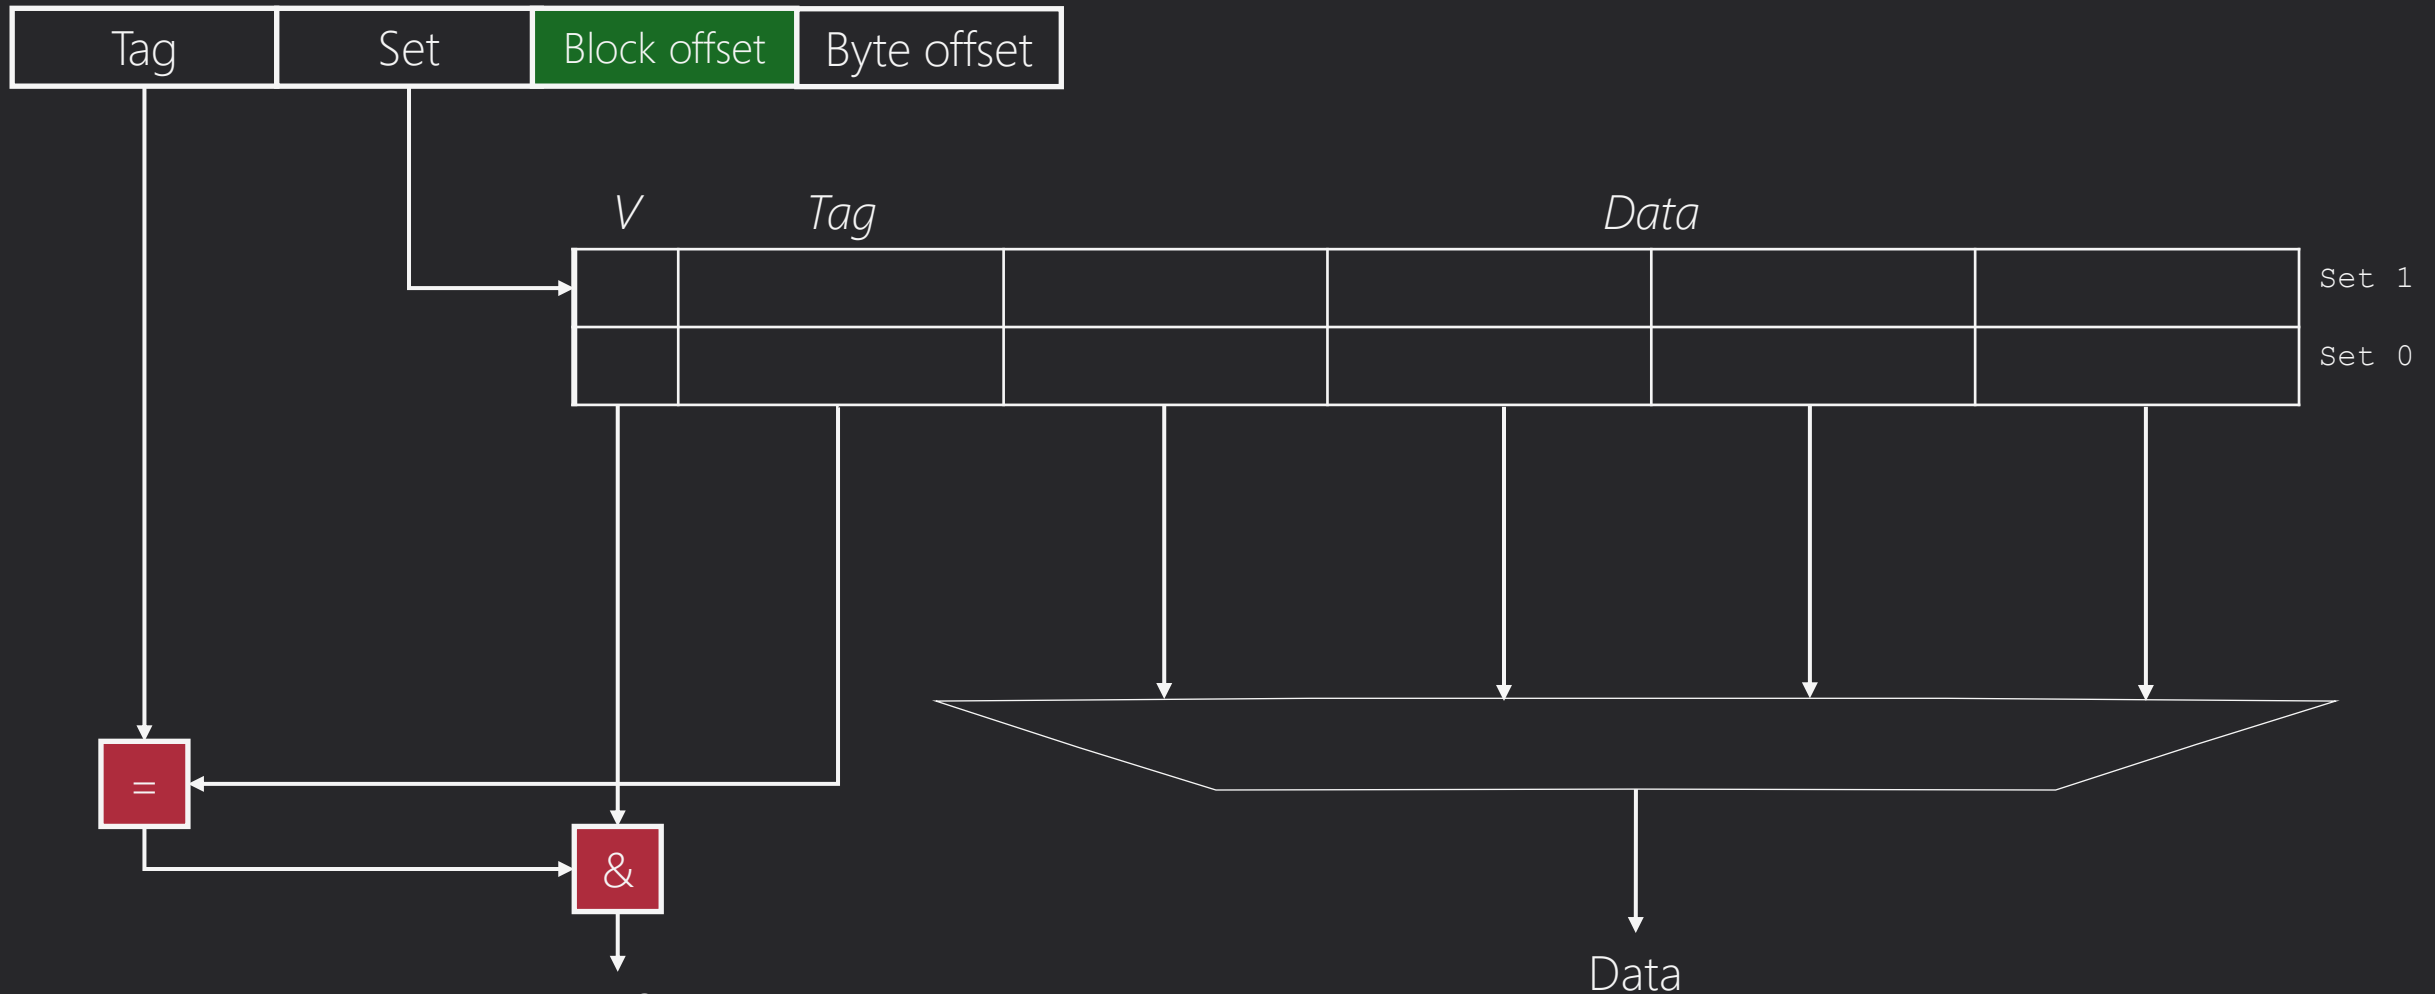 Tag Set Block offset Byte offset
V Tag Data
Set 1
Set 0
=
&
Data